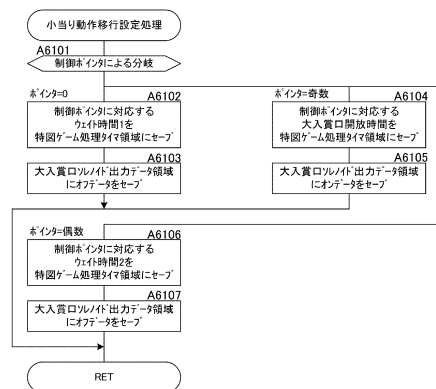 小当り動作移行設定処理
A6101
制御ポインタによる分岐
ポインタ=0
A6102
制御ポインタに対応する
ウェイト時間1を
特図ゲーム処理タイマ領域にセーブ
A6103
大入賞口ソレノイド出力データ領域
にオフデータをセーブ
ポインタ=奇数
A6104
制御ポインタに対応する
大入賞口開放時間を
特図ゲーム処理タイマ領域にセーブ
A6105
大入賞口ソレノイド出力データ領域
にオンデータをセーブ
ポインタ=偶数
A6106
制御ポインタに対応する
ウェイト時間2を
特図ゲーム処理タイマ領域にセーブ
A6107
大入賞口ソレノイド出力データ領域
にオフデータをセーブ
RET